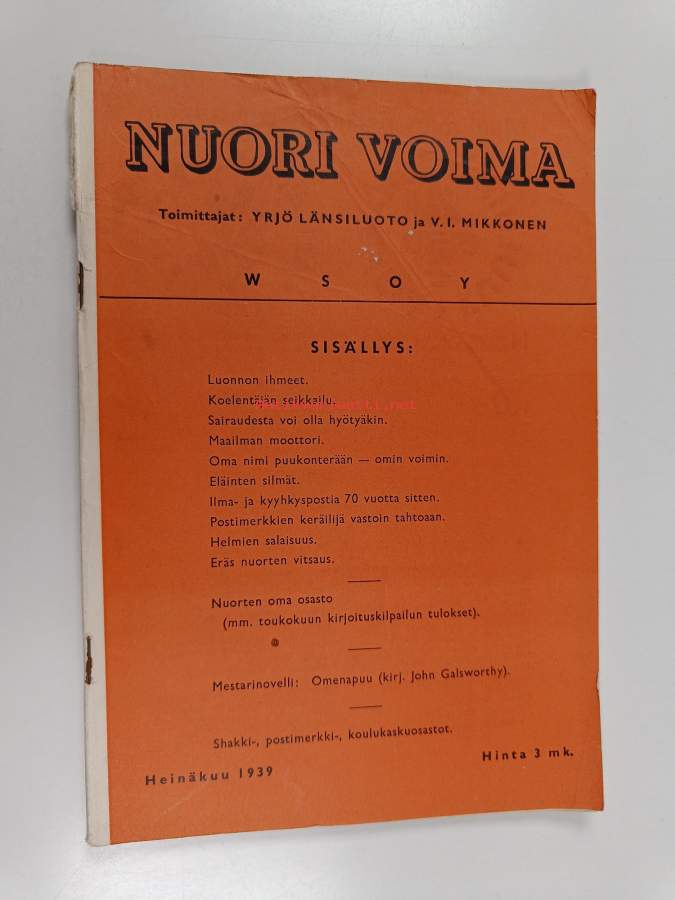 NUORI VOIMA
Toimittajat: YRJÖ LÄNSILUOTO ja V. I. MIKKONEN
W S O Y
SISÄLLYS:
Luonnon ihmeet.
Koelentäjän seikkailu.
Sairaudesta voi olla hyötyäkin.
Maailman moottori.
Oma nimi puukonterään — omin voimin.
Eläinten silmät.
Ilma- ja kyyhkyspostia 70 vuotta sitten.
Postimerkkien keräilijä vastoin tahtoaan.
Helmien salaisuus.
Eräs nuorten vitsaus.
Nuorten oma osasto
(mm. toukokuun kirjoituskilpailun tulokset).
Mestarinovelli: Omenapuu (kirj. John Galsworthy).
Shakki-, postimerkki-, koulukaskuosastot.
Heinäkuu 1939
Hinta 3 mk.